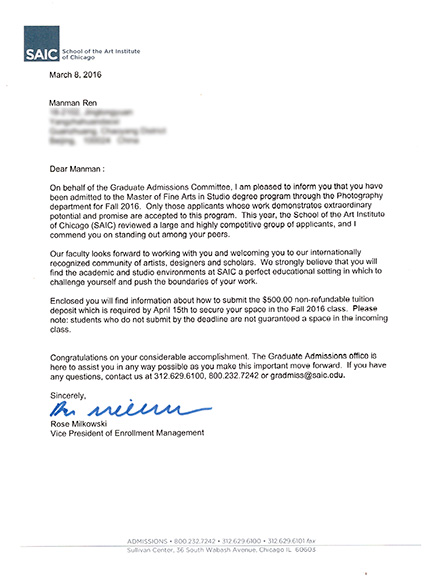 SAIC School of the Art Institute
of Chicago
March 8, 2016
Manman Ren
Beijing, 100024 China
Dear Manman :
On behalf of the Graduate Admissions Committee, I am pleased to inform you that you have
been admitted to the Master of Fine Arts in Studio degree program through the Photography
department for Fall 2016. Only those applicants whose work demonstrates extraordinary
potential and promise are accepted to this program. This year, the School of the Art Institute
of Chicago (SAIC) reviewed a large and highly competitive group of applicants, and I
commend you on standing out among your peers.
Our faculty looks forward to working with you and welcoming you to our internationally
recognized community of artists, designers and scholars. We strongly believe that you will
find the academic and studio environments at SAIC a perfect educational setting in which to
challenge yourself and push the boundaries of your work.
Enclosed you will find information about how to submit the $500.00 non-refundable tuition
deposit which is required by April 15th to secure your space in the Fall 2016 class. Please
note: students who do not submit by the deadline are not guaranteed a space in the incoming
class.
Congratulations on your considerable accomplishment. The Graduate Admissions office is
here to assist you in any way possible as you make this important move forward. If you have
any questions, contact us at 312.629.6100, 800.232.7242 or gradmiss@saic.edu.
Sincerely,
Rose Milkowski
Vice President of Enrollment Management
ADMISSIONS • 800.232.7242 • 312.629.6100 • 312.629.6101 fax
Sullivan Center, 36 South Wabash Avenue, Chicago IL 60603